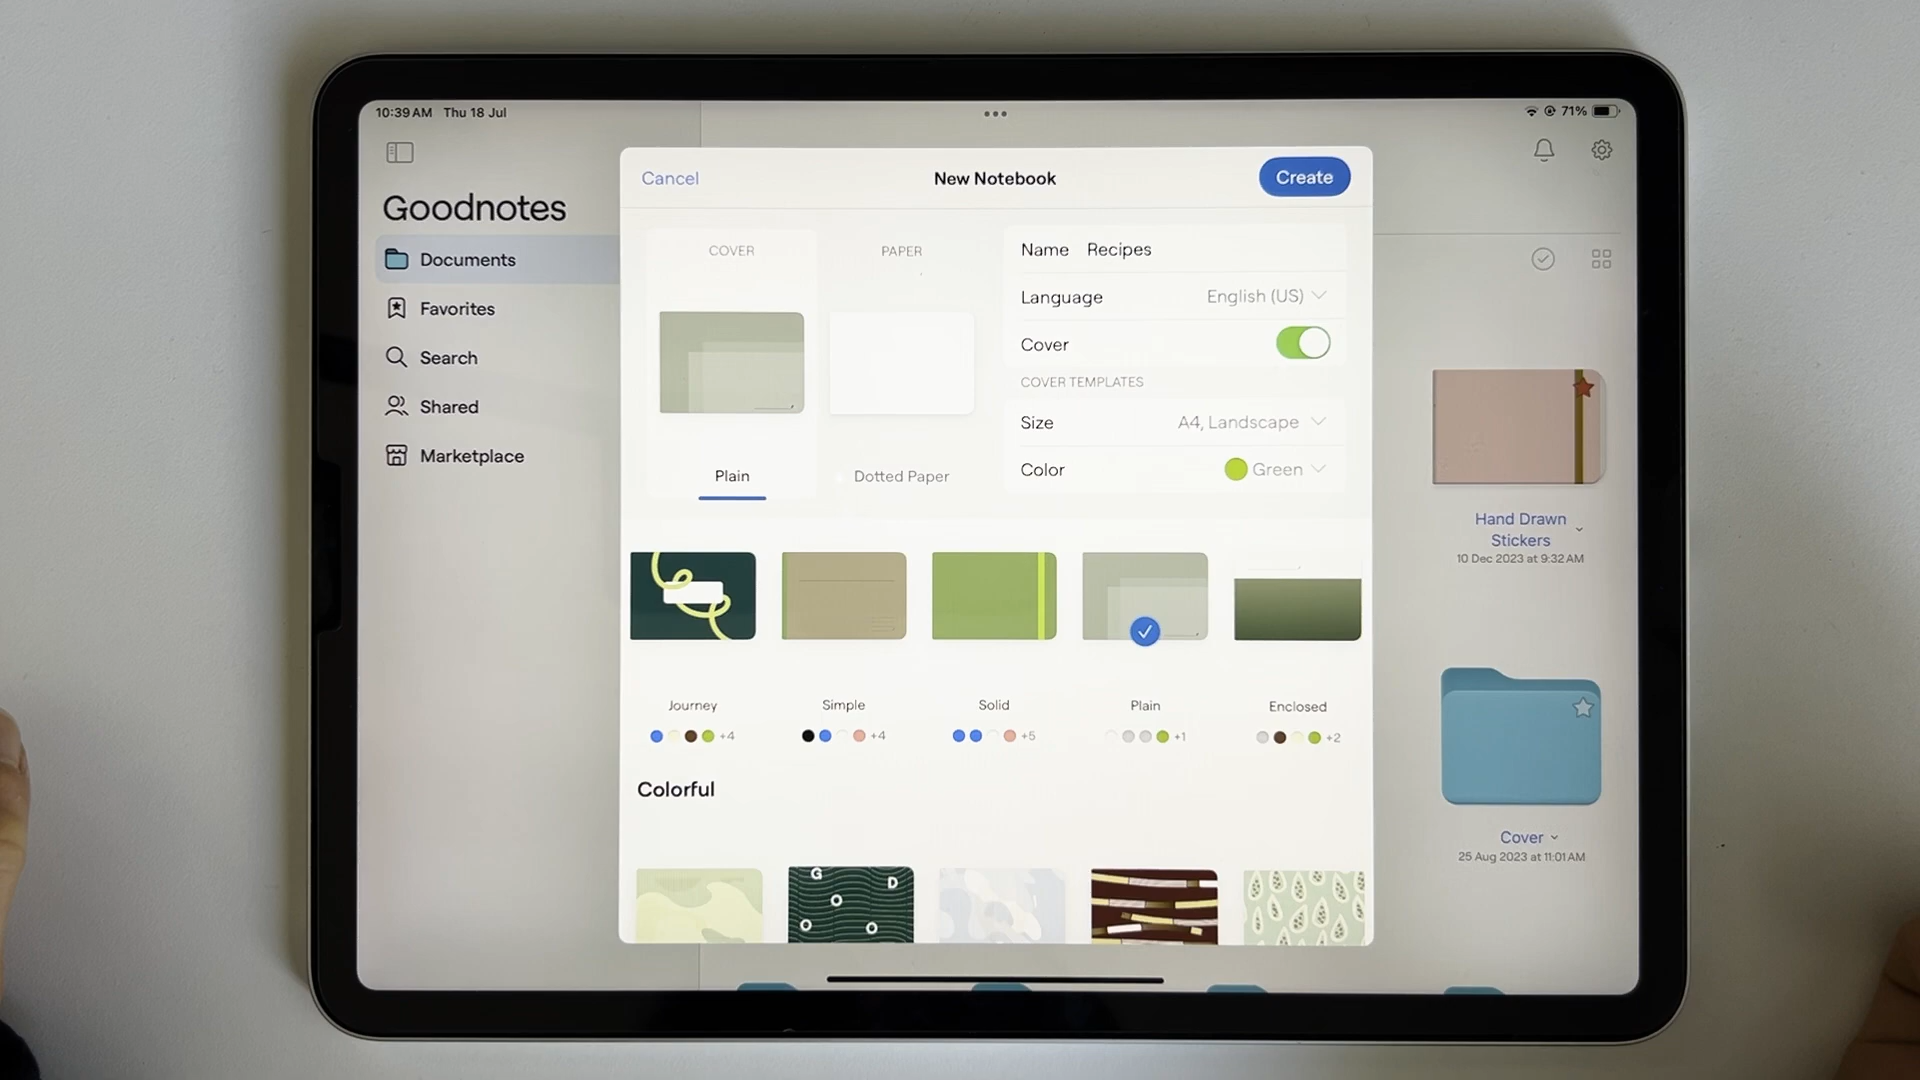 10:39 AM Thu 18 Jul
71%
Goodnotes
Documents
Favorites
Search
Shared
Marketplace
Cancel
New Notebook
Create
COVER
PAPER
Plain
Dotted Paper
Name Recipes
Language English (US)
Cover
COVER TEMPLATES
Size A4, Landscape
Color Green
Journey
+4
Simple
+4
Solid
+5
Plain
+1
Enclosed
+2
Colorful
G
D
O
O
O
Hand Drawn
Stickers
10 Dec 2023 at 9:32 AM
Cover
25 Aug 2023 at 11:01 AM